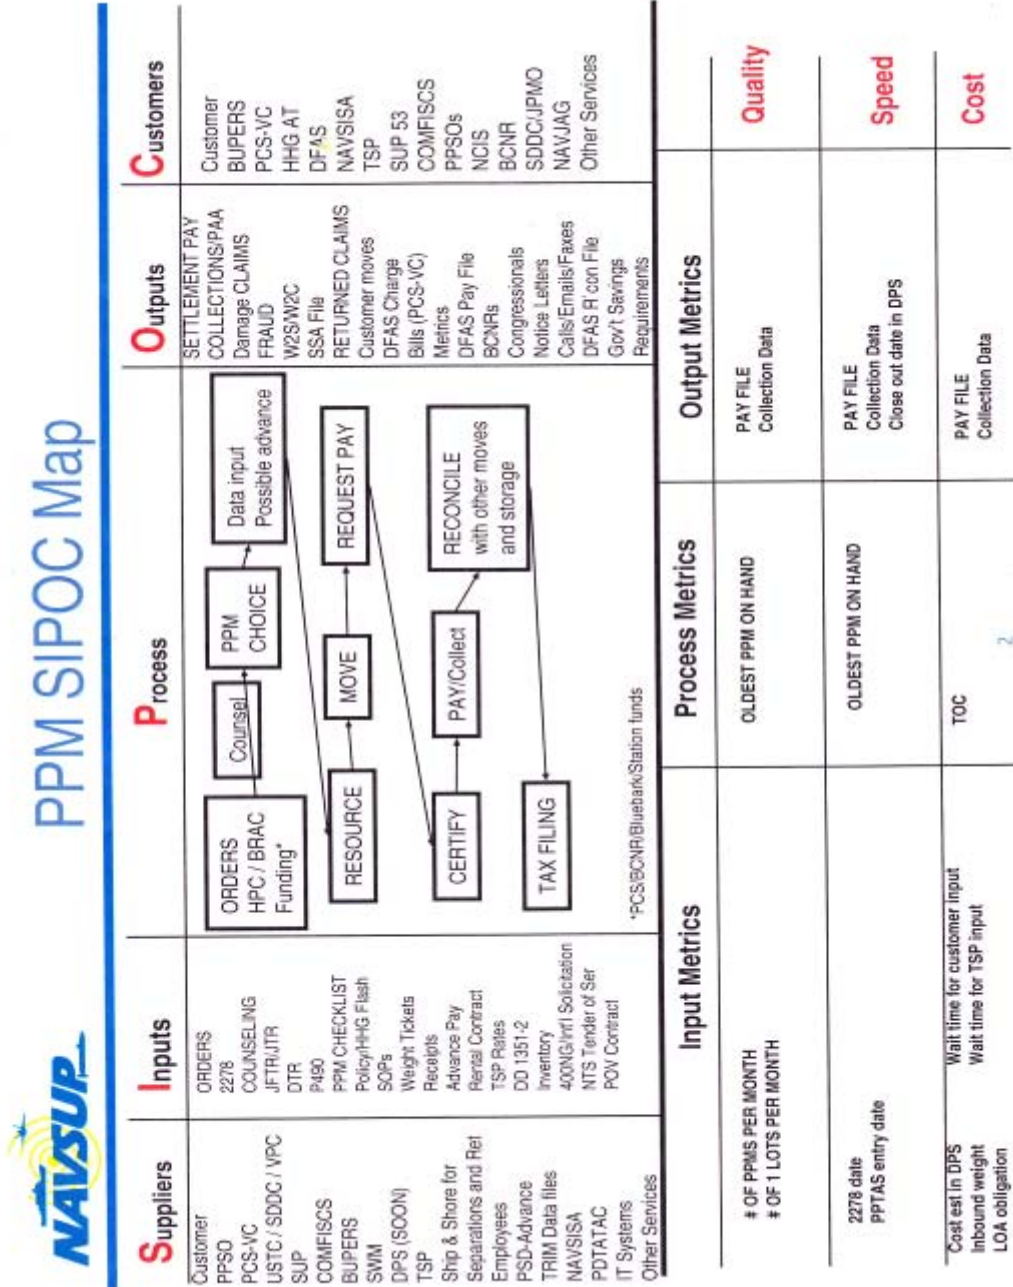 NAVSUP
PPM SIPOC Map
Suppliers
Customer
PPSO
PCS-VC
USTC / SDDC / VPC
SUP
COMFISCS
BUPERS
SWM
DPS (SOON)
TSP
Ship & Shore for
Separations and Ret
Employees
PSD-Advance
TRIM Data files
NAVSISA
PDTATAC
IT Systems
Other Services
Inputs
ORDERS
2278
COUNSELING
JFTR/JTR
DTR
P490
PPM CHECKLIST
Policy/HHG Flash
SOPs
Weight Tickets
Receipts
Advance Pay
Rental Contract
TSP Rates
DD 1351-2
Inventory
400NG/Int'l Solicitation
NTS Tender of Ser
POV Contract
Process
ORDERS
HPC / BRAC
Funding*
Counsel
PPM
CHOICE
Data input
Possible advance
RESOURCE
MOVE
REQUEST PAY
CERTIFY
PAY/Collect
RECONCILE
with other moves
and storage
TAX FILING
*PCS/BCNR/Bluebark/Station funds
Outputs
SETTLEMENT PAY
COLLECTIONS/PAA
Damage CLAIMS
FRAUD
W2S/W2C
SSA File
RETURNED CLAIMS
Customer moves
DFAS Charge
Bills (PCS-VC)
Metrics
DFAS Pay File
BCNRs
Congressionals
Notice Letters
Calls/Emails/Faxes
DFAS R'con File
Gov't Savings
Requirements
Customers
Customer
BUPERS
PCS-VC
HHG AT
DFAS
NAVSISA
TSP
SUP 53
COMFISCS
PPSOs
NCIS
BCNR
SDDC/JPMO
NAVJAG
Other Services
Input Metrics
Process Metrics
Output Metrics
# OF PPMS PER MONTH
# OF 1 LOTS PER MONTH
OLDEST PPM ON HAND
PAY FILE
Collection Data
Quality
2278 date
PPTAS entry date
OLDEST PPM ON HAND
PAY FILE
Collection Data
Close out date in DPS
Speed
Cost est in DPS
Inbound weight
LOA obligation
Wait time for customer input
Wait time for TSP input
TOC
PAY FILE
Collection Data
Cost
2